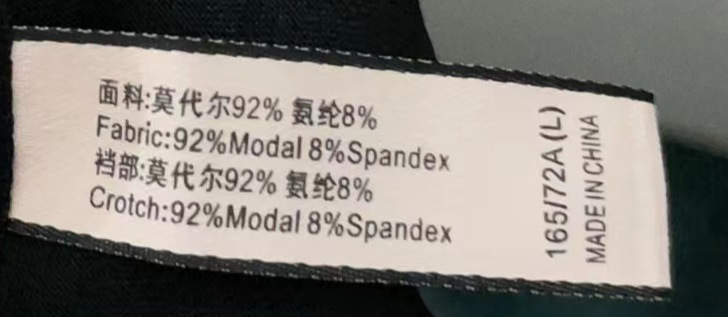 面料:莫代尔92% 氨纶8%
Fabric:92%Modal 8%Spandex
裆部:莫代尔92% 氨纶8%
Crotch:92%Modal 8%Spandex
165/72A (L)
MADE IN CHINA